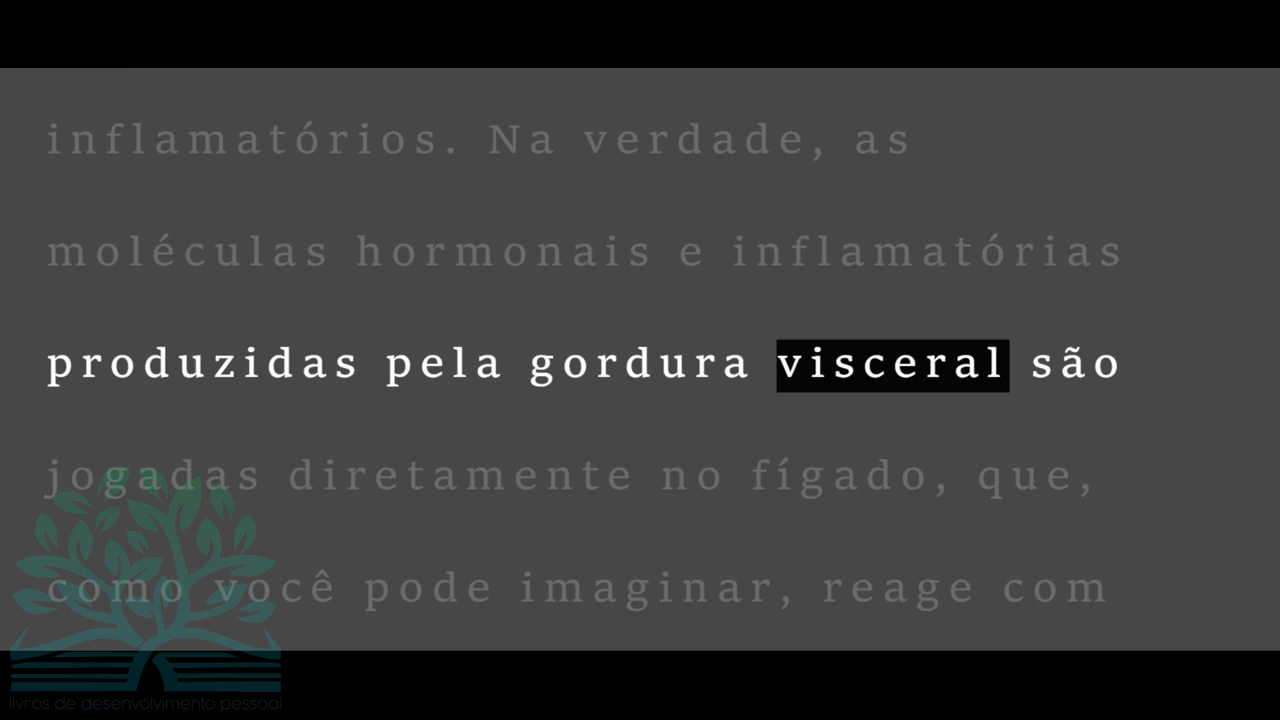 inflamatórios. Na verdade, as
moléculas hormonais e inflamatórias
produzidas pela gordura visceral são
jogadas diretamente no fígado, que,
como você pode imaginar, reage com
livros de desenvolvimento pessoal